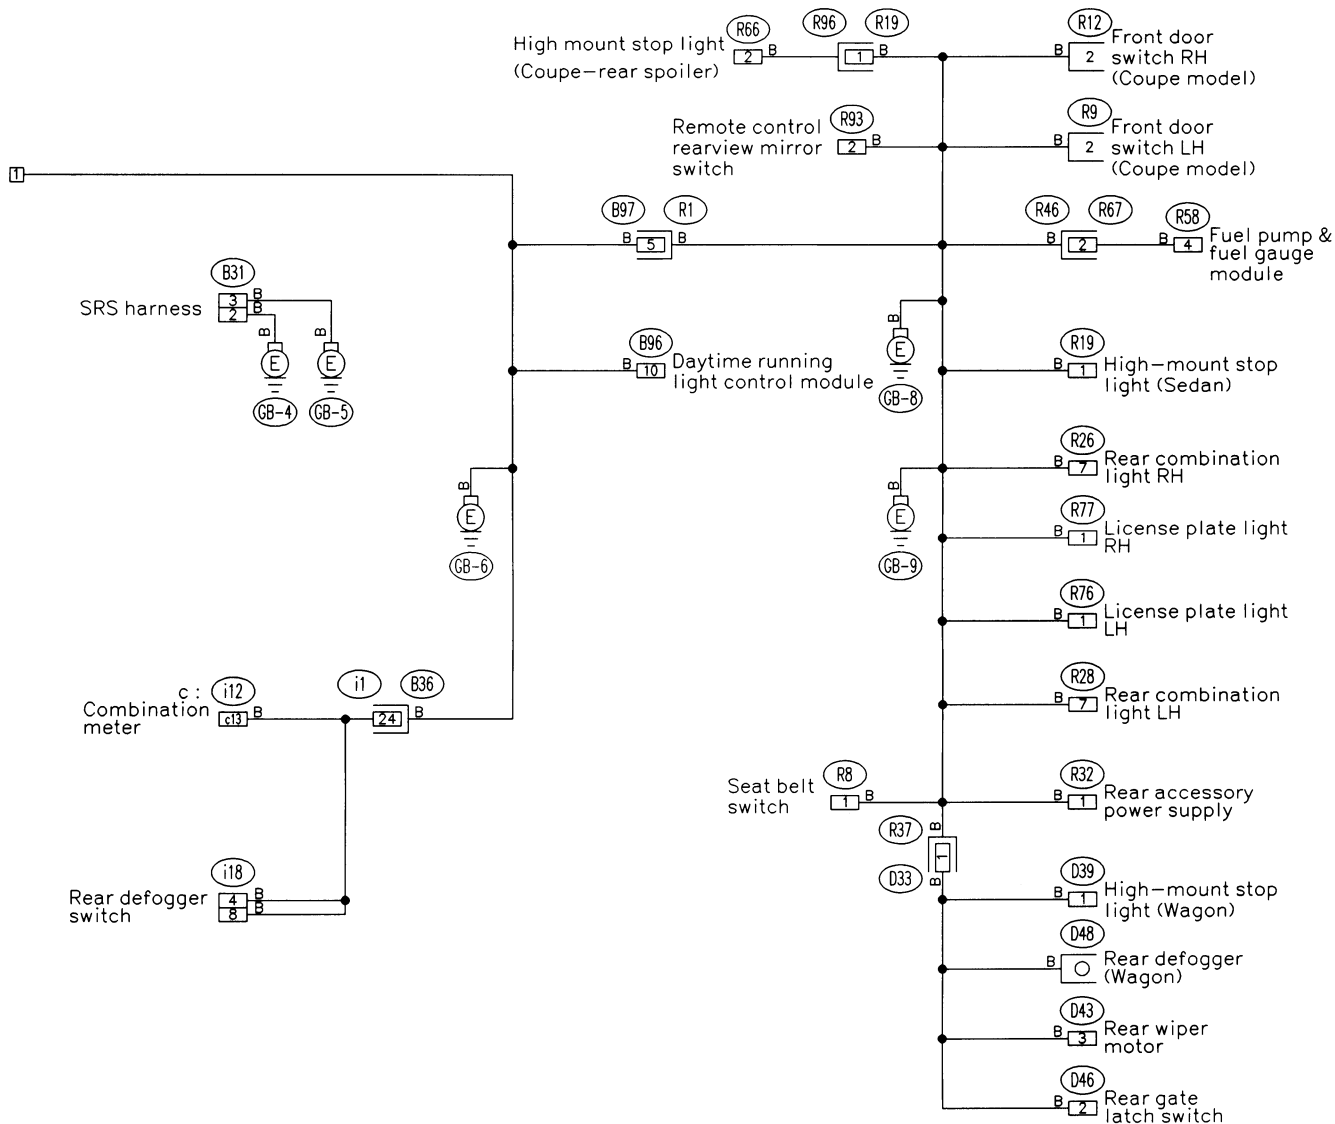 High mount stop light
(Coupe-rear spoiler)
R66
2
B
R96
R19
1
B
B
R12
2
Front door
switch RH
(Coupe model)
Remote control
rearview mirror
switch
R93
2
B
B
R9
2
Front door
switch LH
(Coupe model)
1
B97
R1
B
5
B
R46
R67
B
2
R58
B
4
Fuel pump &
fuel gauge
module
SRS harness
B31
3
B
2
B
B
E
GB-4
B
E
GB-5
B96
B
10
Daytime running
light control module
B
E
GB-8
R19
B
1
High-mount stop
light (Sedan)
B
E
GB-6
B
E
GB-9
R26
B
7
Rear combination
light RH
R77
B
1
License plate light
RH
R76
B
1
License plate light
LH
c :
Combination
meter
i12
c13
B
i1
B36
24
B
R28
B
7
Rear combination
light LH
Seat belt
switch
R8
1
B
R32
B
1
Rear accessory
power supply
R37
B
1
D33
B
Rear defogger
switch
i18
4
B
8
B
D39
B
1
High-mount stop
light (Wagon)
D48
B
Rear defogger
(Wagon)
D43
B
3
Rear wiper
motor
D46
B
2
Rear gate
latch switch